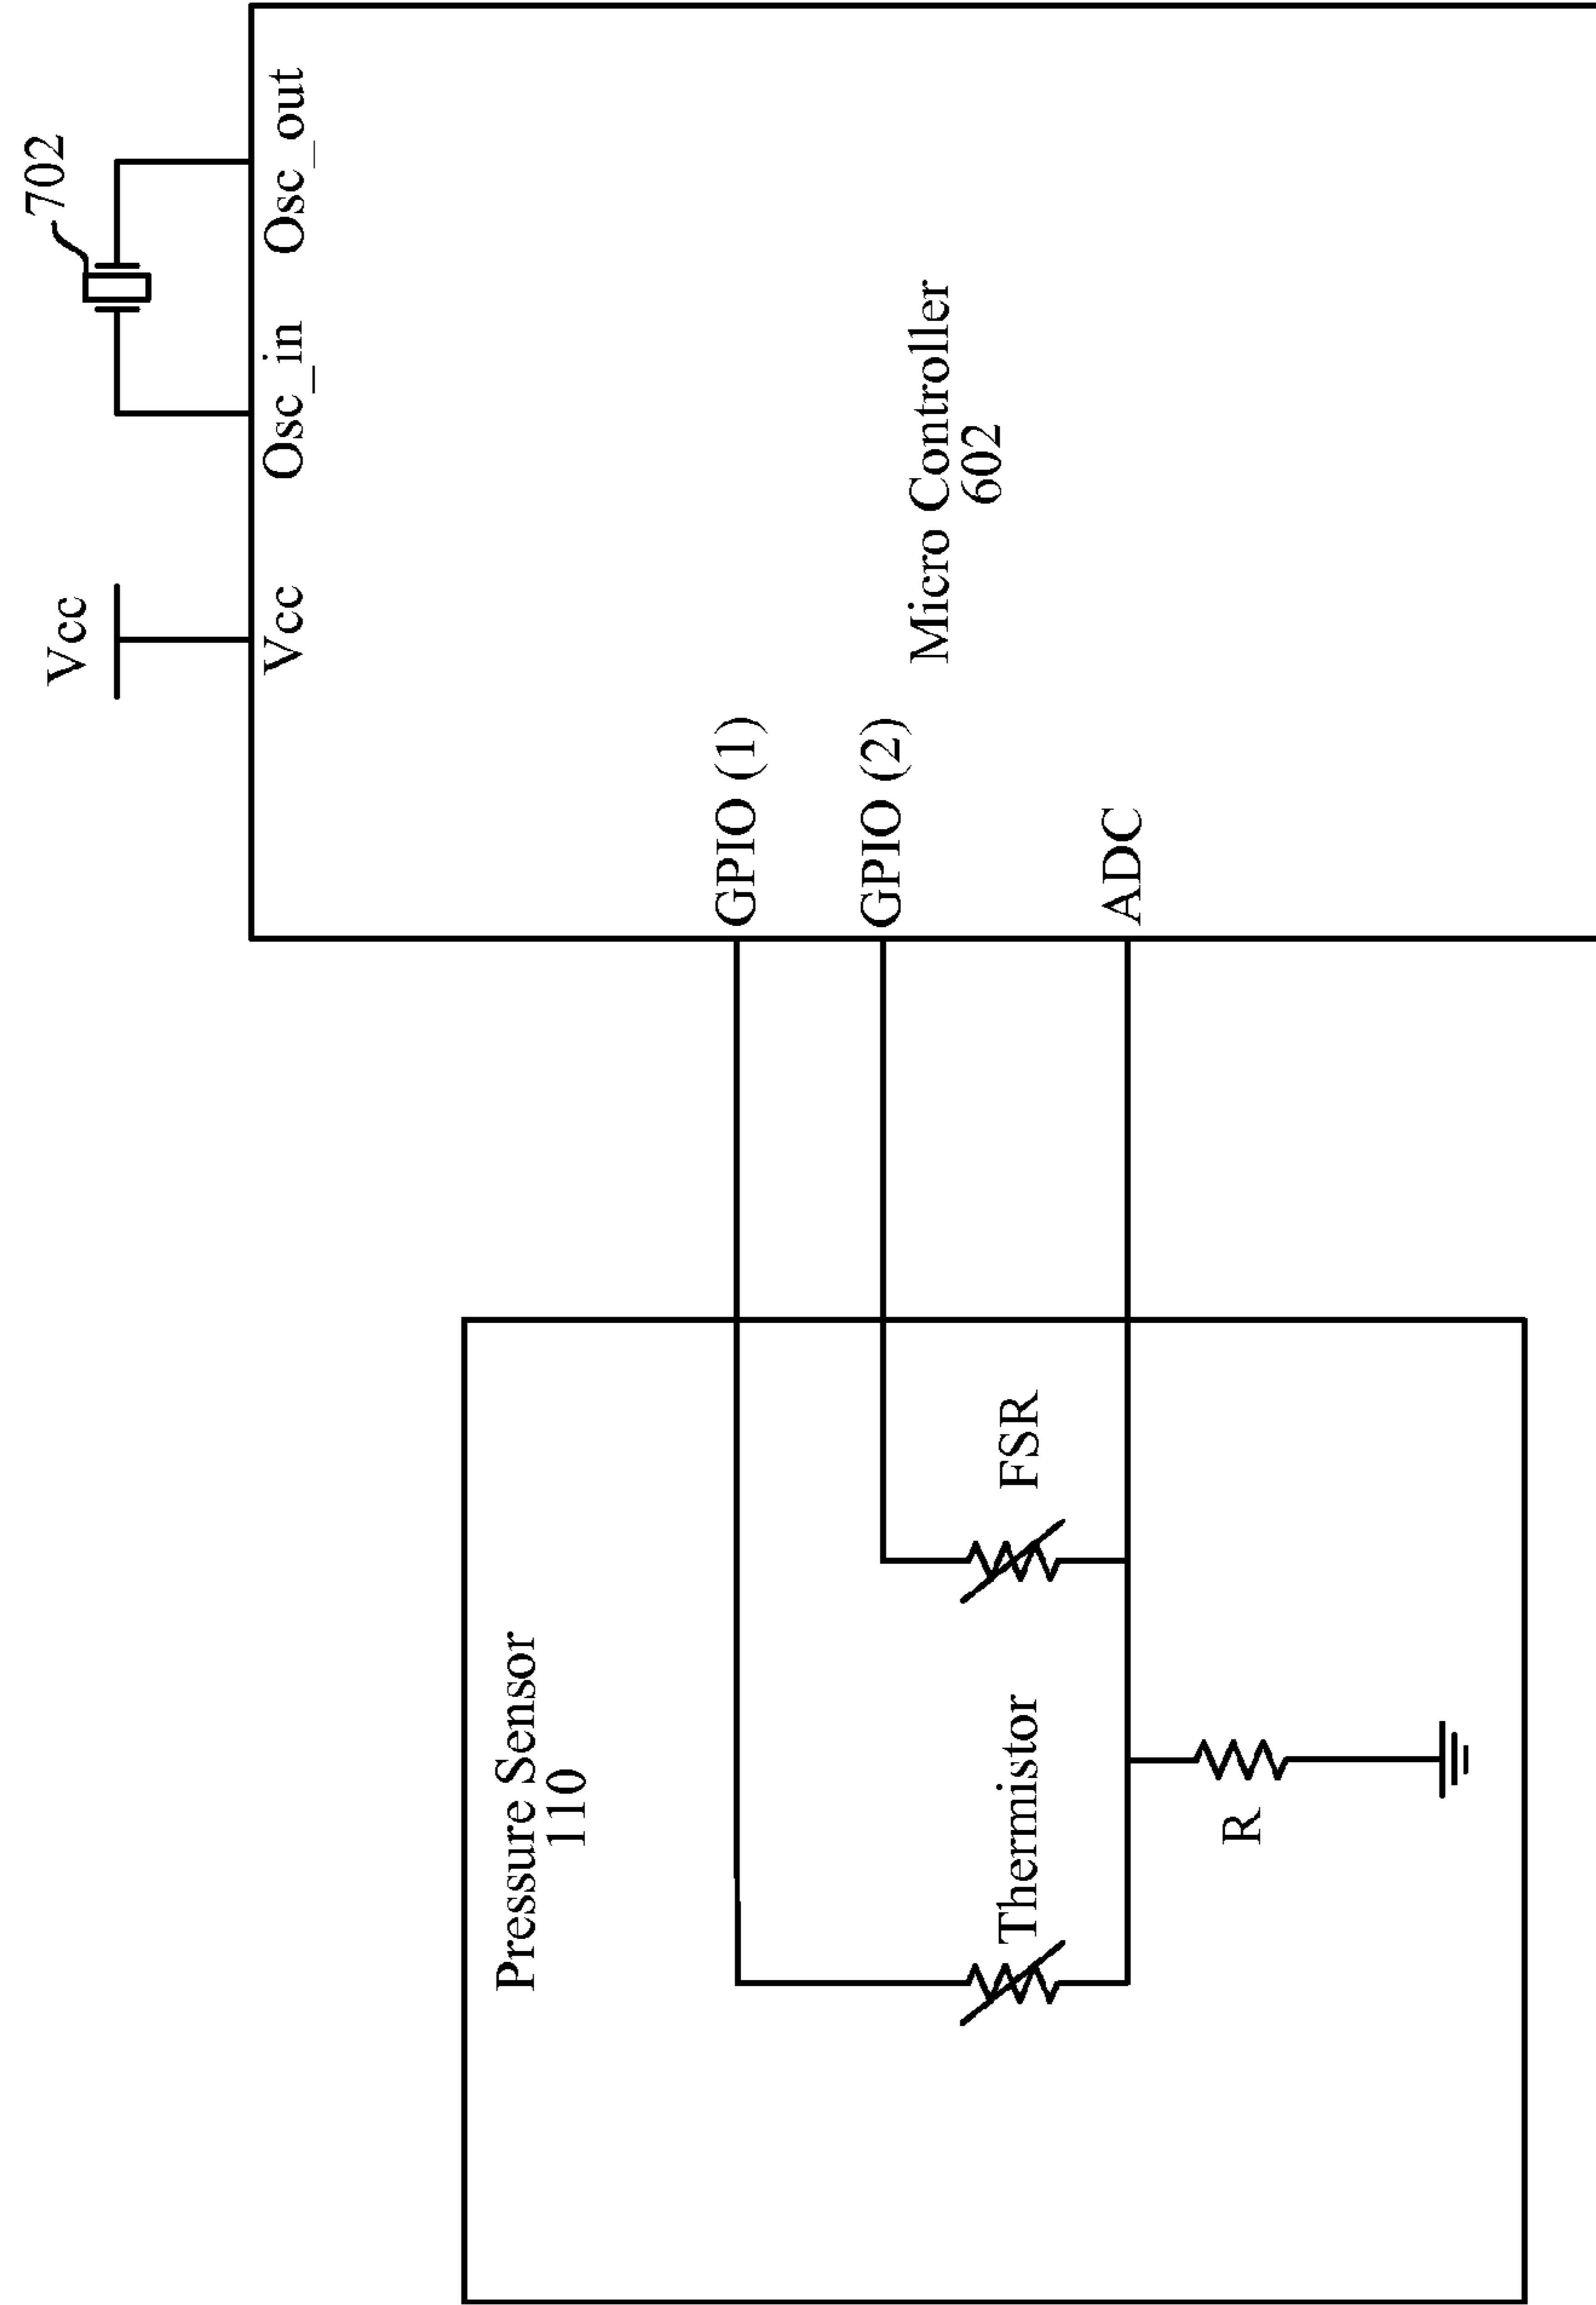 702
Vcc
Vcc
Osc_in
Osc_out
GPIO (1)
GPIO (2)
ADC
Micro Controller
602
Pressure Sensor
110
Thermistor
FSR
R